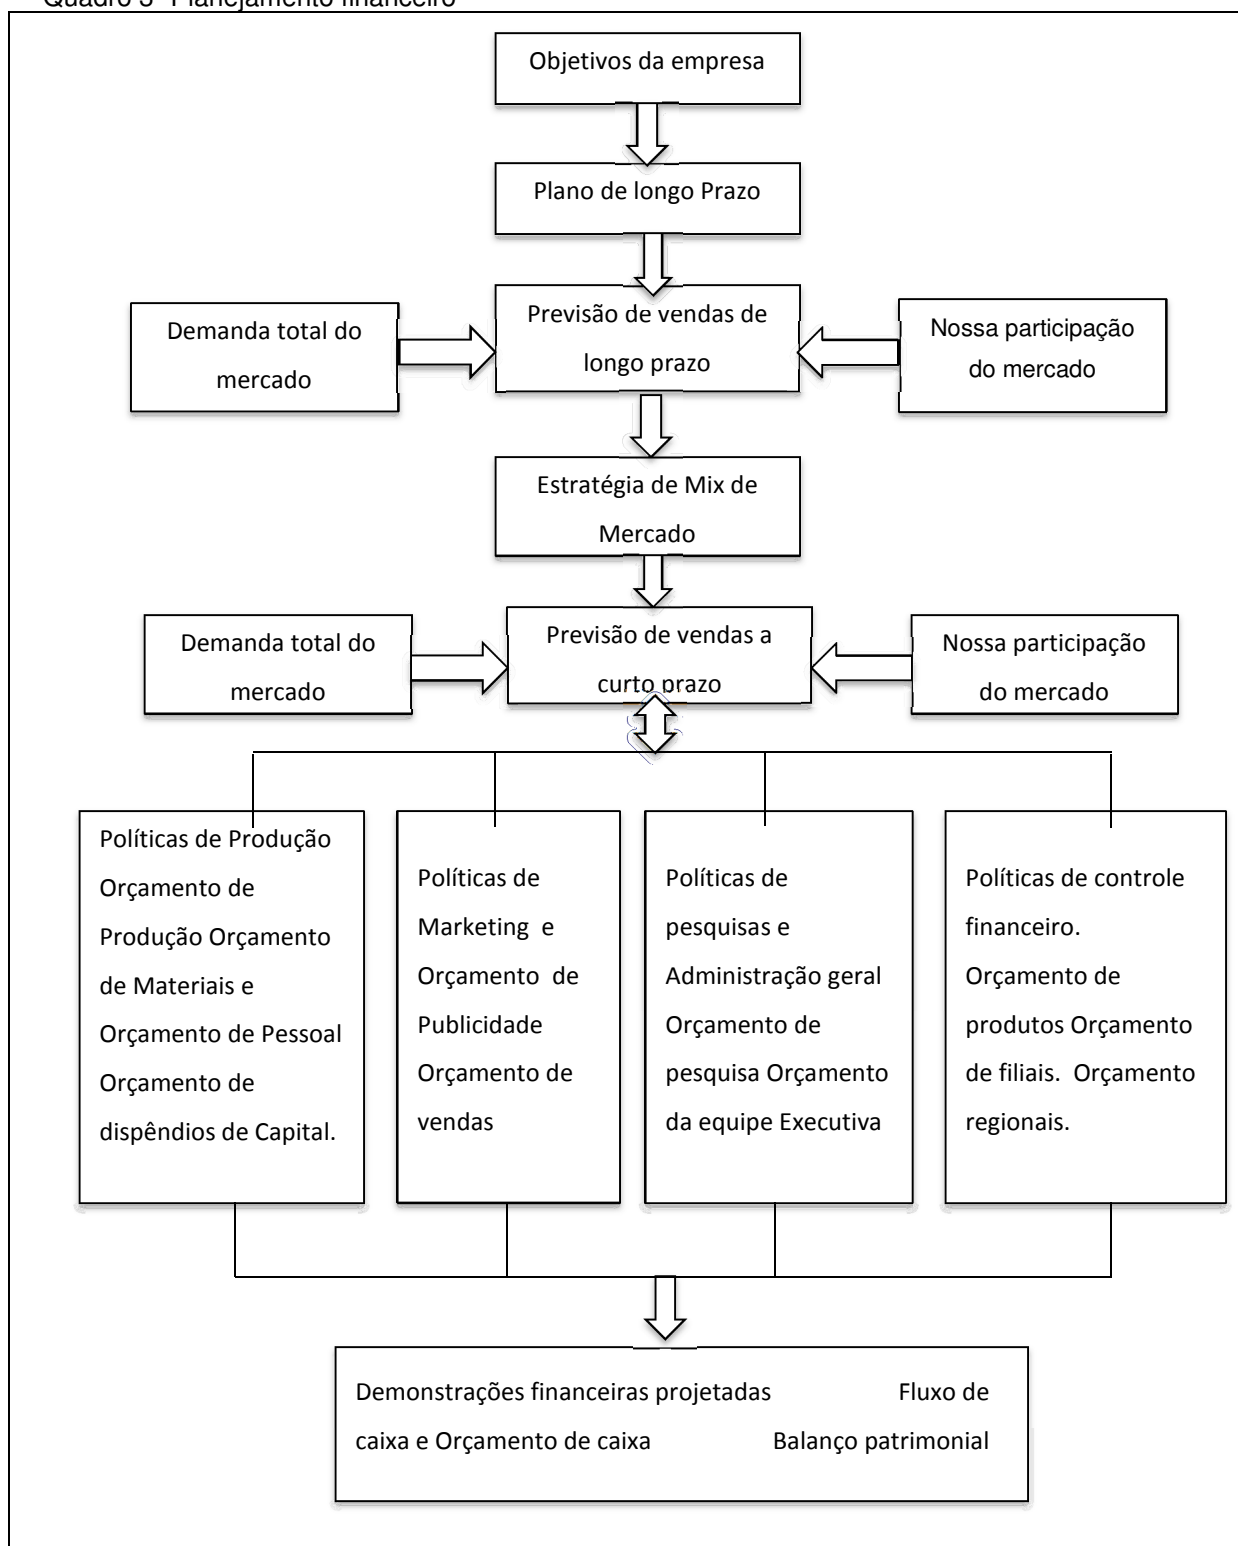 Quadro 3- Planejamento financeiro
Objetivos da empresa
Plano de longo Prazo
Demanda total do
mercado
Previsão de vendas de
longo prazo
Nossa participação
do mercado
Estratégia de Mix de
Mercado
Demanda total do
mercado
Previsão de vendas a
curto prazo
Nossa participação
do mercado
Políticas de Produção
Orçamento de
Produção Orçamento
de Materiais e
Orçamento de Pessoal
Orçamento de
dispêndios de Capital.
Políticas de
Marketing e
Orçamento de
Publicidade
Orçamento de
vendas
Políticas de
pesquisas e
Administração geral
Orçamento de
pesquisa Orçamento
da equipe Executiva
Políticas de controle
financeiro.
Orçamento de
produtos Orçamento
de filiais. Orçamento
regionais.
Demonstrações financeiras projetadas Fluxo de
caixa e Orçamento de caixa Balanço patrimonial